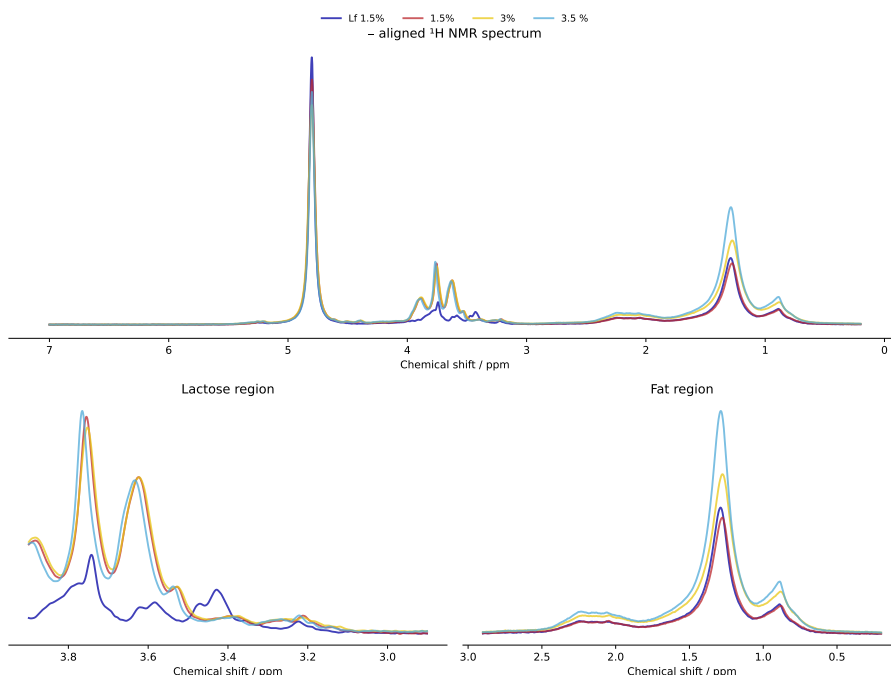 Lf 1.5% 1.5% 3% 3.5 %
– aligned ¹H NMR spectrum
7 6 5 4 3 2 1 0
Chemical shift / ppm
Lactose region
3.8 3.6 3.4 3.2 3.0
Chemical shift / ppm
Fat region
3.0 2.5 2.0 1.5 1.0 0.5
Chemical shift / ppm